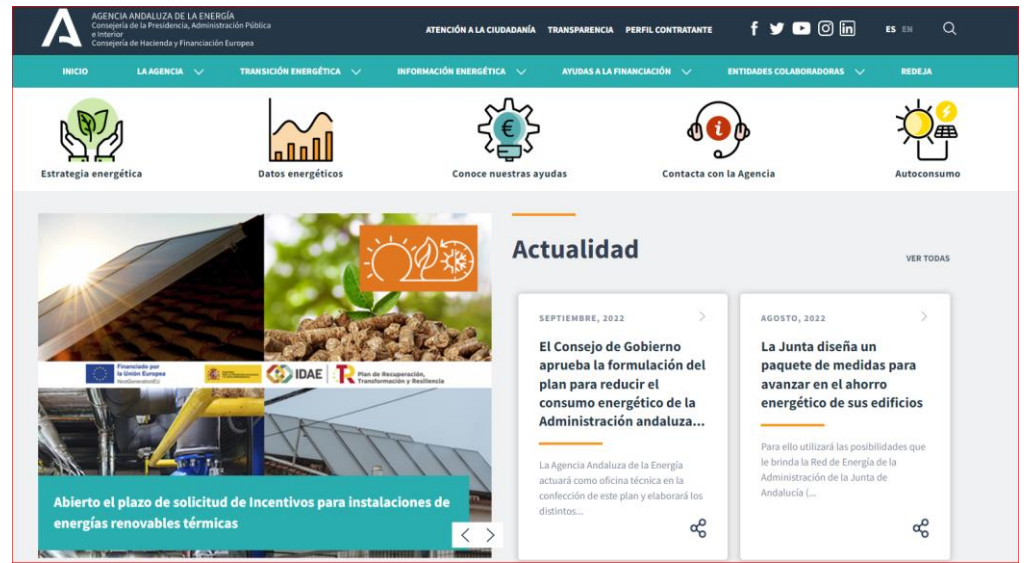 AGENCIA ANDALUZA DE LA ENERGÍA
Consejería de la Presidencia, Administración Pública
e Interior
Consejería de Hacienda y Financiación Europea
ATENCIÓN A LA CIUDADANÍA TRANSPARENCIA PERFIL CONTRATANTE
ES EN
INICIO LA AGENCIA TRANSICIÓN ENERGÉTICA INFORMACIÓN ENERGÉTICA AYUDAS A LA FINANCIACIÓN ENTIDADES COLABORADORAS REDEJA
Estrategia energética Datos energéticos Conoce nuestras ayudas Contacta con la Agencia Autoconsumo
Financiado por
la Unión Europea
NextGenerationEU
IDAE
Plan de Recuperación,
Transformación y Resiliencia
Abierto el plazo de solicitud de Incentivos para instalaciones de
energías renovables térmicas
Actualidad
VER TODAS
SEPTIEMBRE, 2022
El Consejo de Gobierno
aprueba la formulación del
plan para reducir el
consumo energético de la
Administración andaluza...
La Agencia Andaluza de la Energía
actuará como oficina técnica en la
confección de este plan y elaborará los
distintos...
AGOSTO, 2022
La Junta diseña un
paquete de medidas para
avanzar en el ahorro
energético de sus edificios
Para ello utilizará las posibilidades que
le brinda la Red de Energía de la
Administración de la Junta de
Andalucía (...